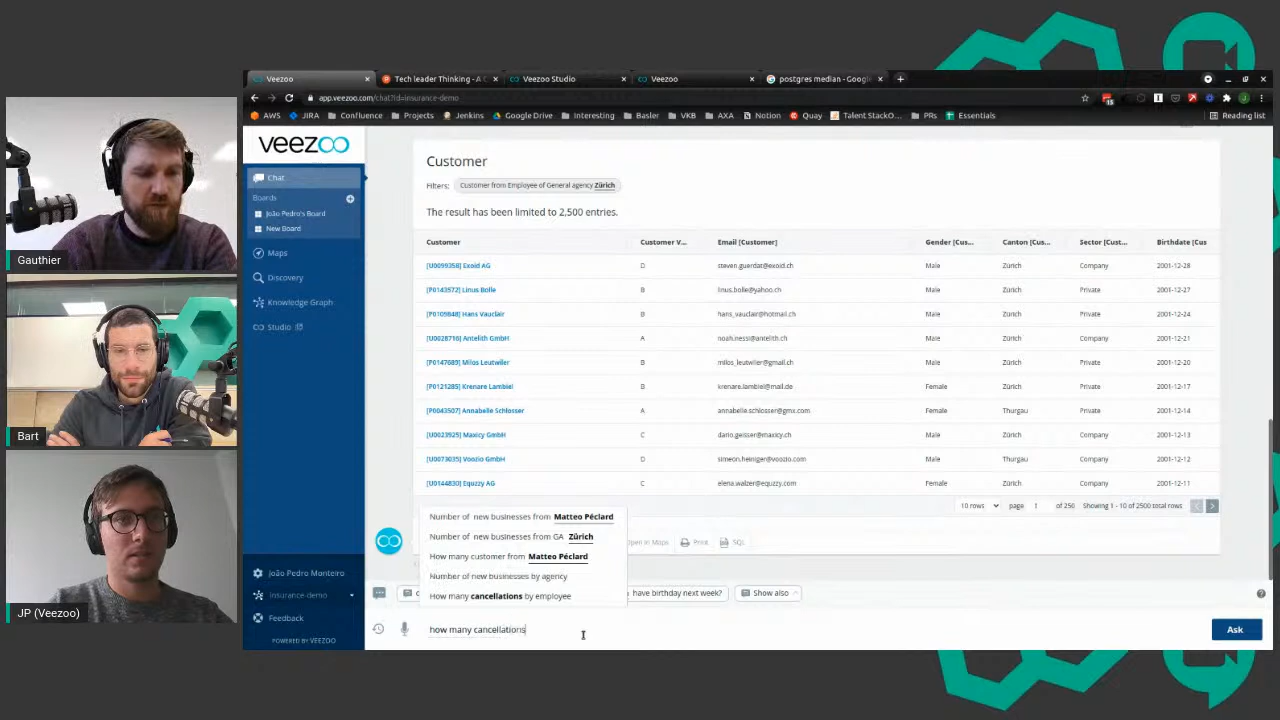 Veezoo
Tech leader Thinking - A C
Veezoo Studio
Veezoo
postgres median - Google
app.veezoo.com/chat?id=insurance-demo
AWS
JIRA
Confluence
Projects
Jenkins
Google Drive
Interesting
Basler
VKB
AXA
Notion
Quay
Talent StackO...
PRs
Essentials
Reading list
veezoo
Chat
Boards
João Pedro's Board
New Board
Maps
Discovery
Knowledge Graph
Studio
João Pedro Monteiro
Insurance-demo
Feedback
POWERED BY VEEZOO
Customer
Filters: Customer from Employee of General agency Zürich
The result has been limited to 2,500 entries.
Customer Customer V... Email [Customer] Gender [Cus... Canton [Cus... Sector [Cust... Birthdate [Cus
[U0099358] Exoid AG D steven.guerdat@exoid.ch Male Zürich Company 2001-12-28
[P0143572] Linus Bolle B linus.bolle@yahoo.ch Male Zürich Private 2001-12-27
[P0109848] Hans Vauclair B hans_vauclair@hotmail.ch Male Zürich Private 2001-12-24
[U0028716] Antelith GmbH A noah.nessi@antelith.ch Male Zürich Company 2001-12-21
[P0147689] Milos Leutwiler B milos_leutwiler@gmail.ch Male Zürich Private 2001-12-20
[P0121285] Krenare Lambiel B krenare.lambiel@mail.de Female Zürich Private 2001-12-17
[P0043507] Annabelle Schlosser A annabelle.schlosser@gmx.com Female Thurgau Private 2001-12-14
[U0023925] Maxicy GmbH C dario.geisser@maxicy.ch Male Zürich Company 2001-12-13
[U0073035] Voozio GmbH D simeon.heiniger@voozio.com Male Thurgau Company 2001-12-12
[U0144830] Equzzy AG C elena.walzer@equzzy.com Female Zürich Company 2001-12-11
10 rows page 1 of 250 Showing 1 - 10 of 2500 total rows
Number of new businesses from Matteo Péclard
Number of new businesses from GA Zürich
How many customer from Matteo Péclard
Number of new businesses by agency
How many cancellations by employee
Open in Maps
Print
SQL
have birthday next week?
Show also
how many cancellations
Ask
Gauthier
Bart
JP (Veezoo)